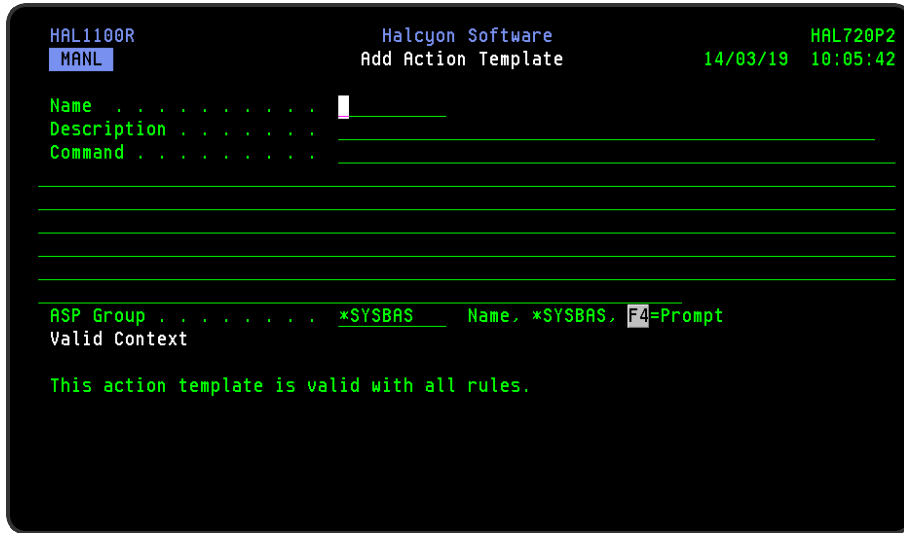 HAL1100R Halcyon Software HAL720P2
MANL Add Action Template 14/03/19 10:05:42
Name . . . . . . . . . .
Description . . . . . . .
Command . . . . . . . . .
ASP Group . . . . . . . . *SYSBAS Name, *SYSBAS, F4=Prompt
Valid Context
This action template is valid with all rules.